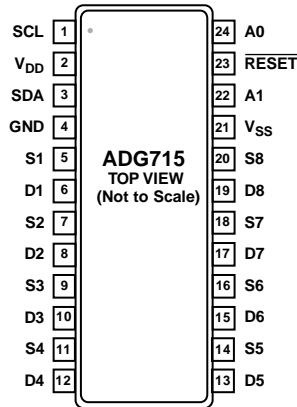 SCL 1 24 A0
VDD 2 23 RESET
SDA 3 22 A1
GND 4 21 VSS
S1 5 20 S8
D1 6 ADG715 19 D8
TOP VIEW
S2 7 (Not to Scale) 18 S7
D2 8 17 D7
S3 9 16 S6
D3 10 15 D6
S4 11 14 S5
D4 12 13 D5